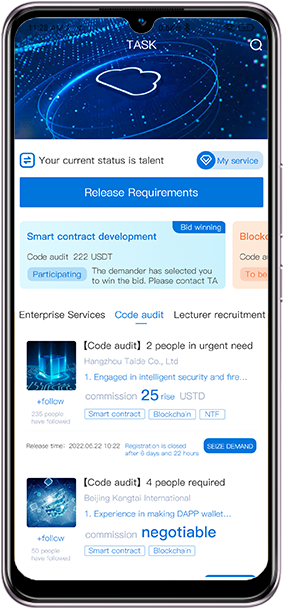 TASK
Your current status is talent
My service
Release Requirements
Bid winning
Smart contract development
Code audit 222 USDT
Participating
The demander has selected you
to win the bid. Please contact TA
Blockc
Code a
To be
Enterprise Services
Code audit
Lecturer recruitment
【Code audit】2 people in urgent need
Hangzhou Taide Co., Ltd
1. Engaged in intelligent security and fire...
commission 25 rise USTD
Smart contract
Blockchain
NTF
+follow
235 people
have followed
Release time: 2022.06.22 10:22
Registration is closed
after 6 days and 22 hours
SEIZE DEMAND
【Code audit】4 people required
Beijing Kangtai International
1. Experience in making DAPP wallet...
commission negotiable
Smart contract
Blockchain
+follow
50 people
have followed